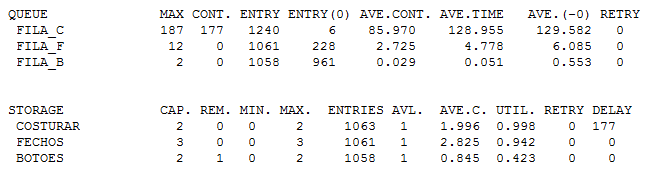 QUEUE MAX CONT. ENTRY ENTRY(0) AVE.CONT. AVE.TIME AVE.(-0) RETRY
FILA_C 187 177 1240 6 85.970 128.955 129.582 0
FILA_F 12 0 1061 228 2.725 4.778 6.085 0
FILA_B 2 0 1058 961 0.029 0.051 0.553 0
STORAGE CAP. REM. MIN. MAX. ENTRIES AVL. AVE.C. UTIL. RETRY DELAY
COSTURAR 2 0 0 2 1063 1 1.996 0.998 0 177
FECHOS 3 0 0 3 1061 1 2.825 0.942 0 0
BOTOES 2 1 0 2 1058 1 0.845 0.423 0 0